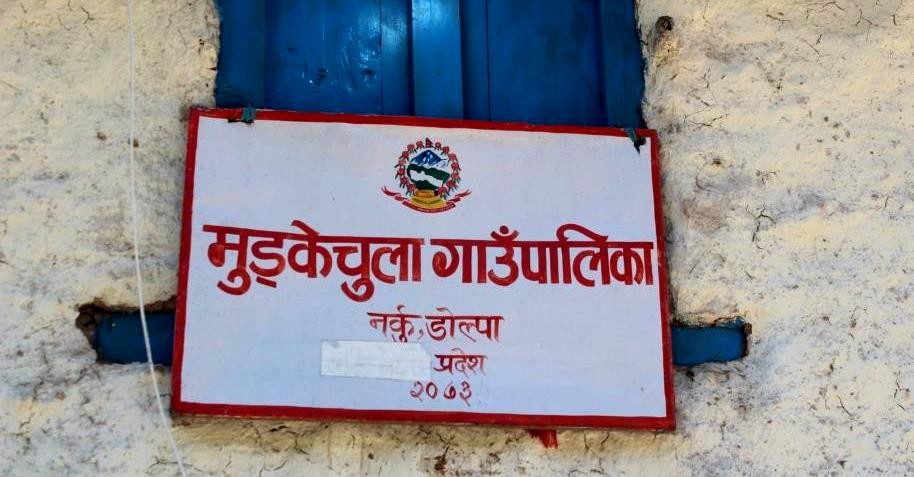 मुड्केचुला गाउँपालिका
नर्कु, डोल्पा
प्रदेश
२०७३